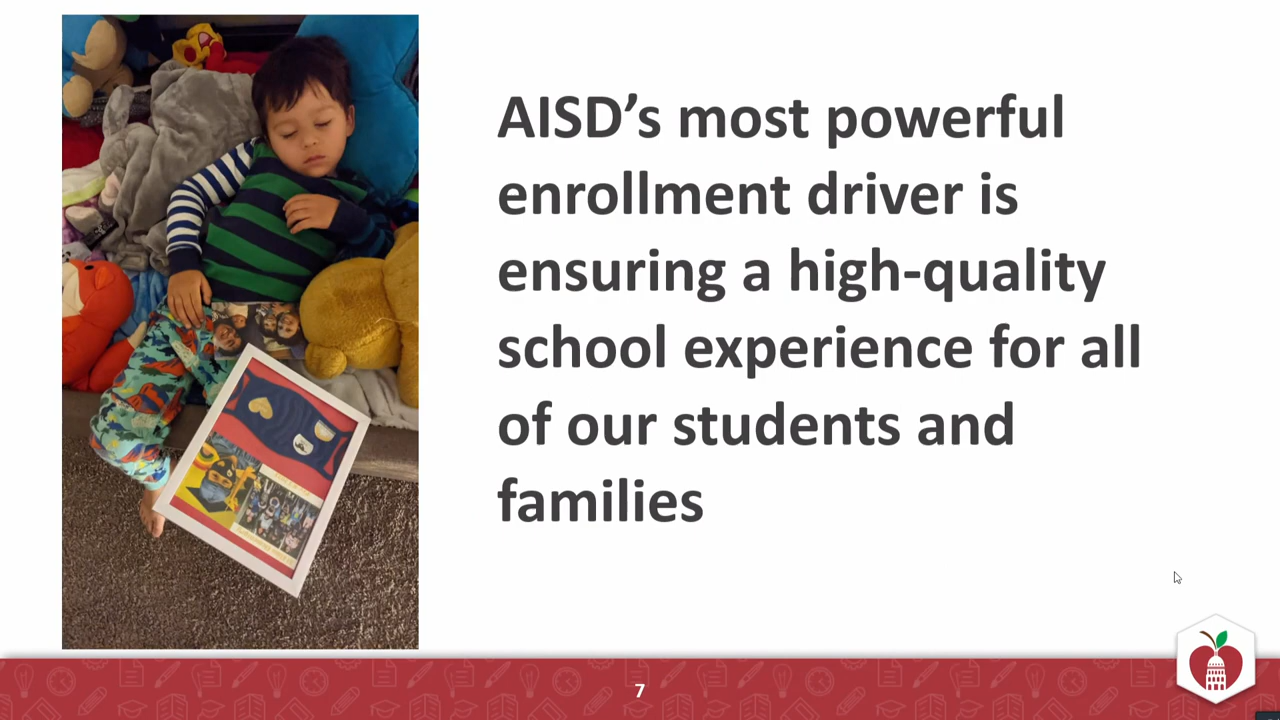 AISD’s most powerful
enrollment driver is
ensuring a high-quality
school experience for all
of our students and
families
7